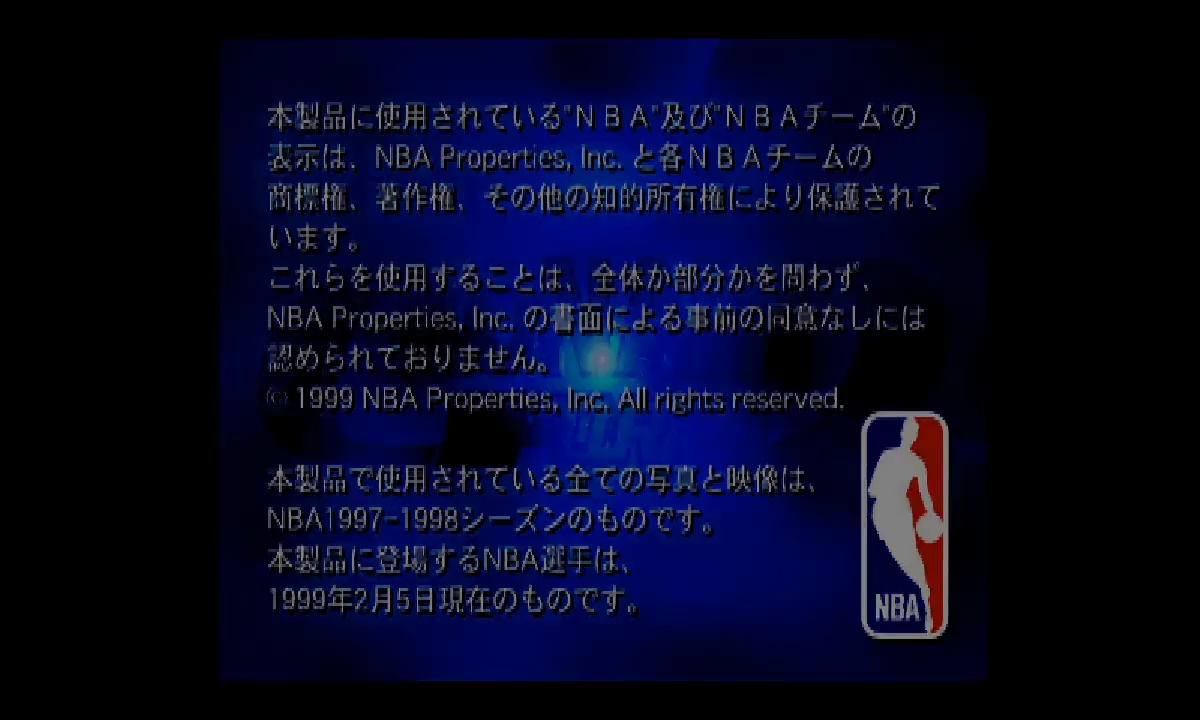 本製品に使用されている"ＮＢＡ"及び"ＮＢＡチーム"の
表示は、NBA Properties, Inc. と各ＮＢＡチームの
商標権、著作権、その他の知的所有権により保護されて
います。
これらを使用することは、全体か部分かを問わず、
NBA Properties, Inc. の書面による事前の同意なしには
認められておりません。
(C) 1999 NBA Properties, Inc. All rights reserved.
本製品で使用されている全ての写真と映像は、
NBA1997-1998シーズンのものです。
本製品に登場するNBA選手は、
1999年2月5日現在のものです。
NBA